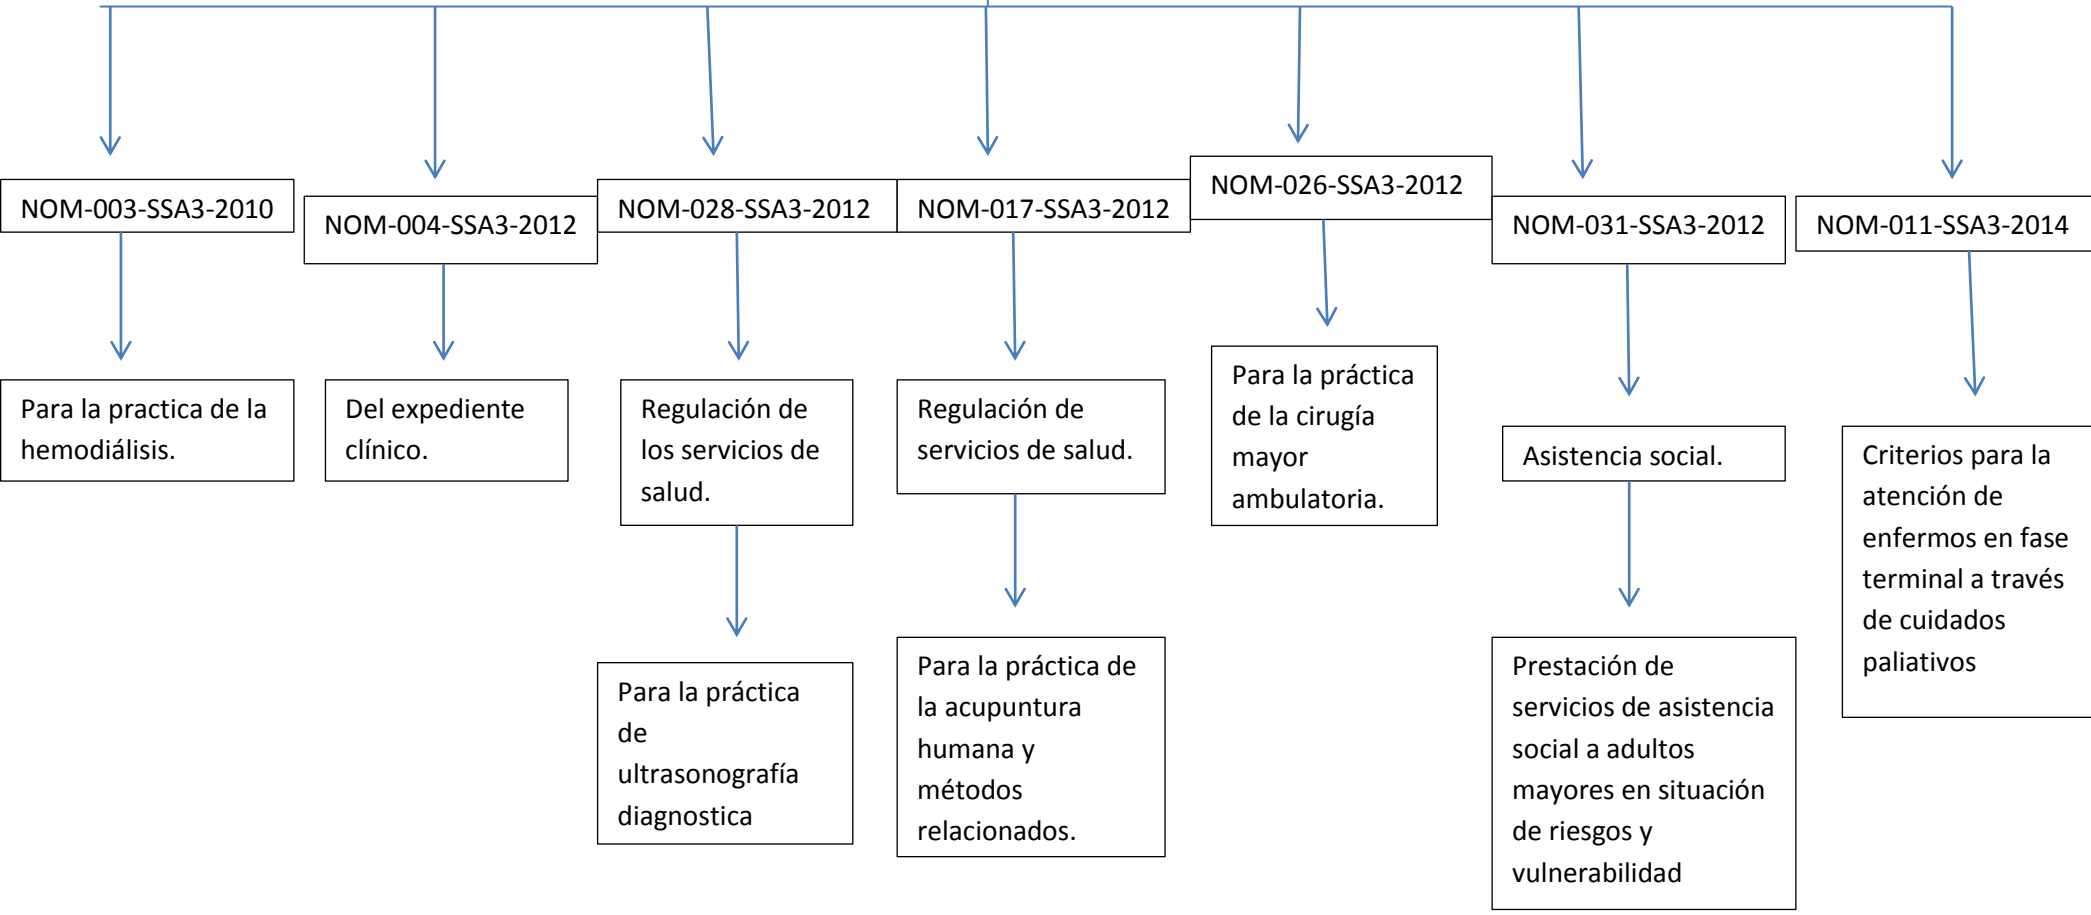 NOM-003-SSA3-2010
NOM-004-SSA3-2012
NOM-028-SSA3-2012
NOM-017-SSA3-2012
NOM-026-SSA3-2012
NOM-031-SSA3-2012
NOM-011-SSA3-2014
Para la practica de la
hemodiálisis.
Del expediente
clínico.
Regulación de
los servicios de
salud.
Regulación de
servicios de salud.
Para la práctica
de la cirugía
mayor
ambulatoria.
Asistencia social.
Criterios para la
atención de
enfermos en fase
terminal a través
de cuidados
paliativos
Para la práctica
de
ultrasonografía
diagnostica
Para la práctica de
la acupuntura
humana y
métodos
relacionados.
Prestación de
servicios de asistencia
social a adultos
mayores en situación
de riesgos y
vulnerabilidad